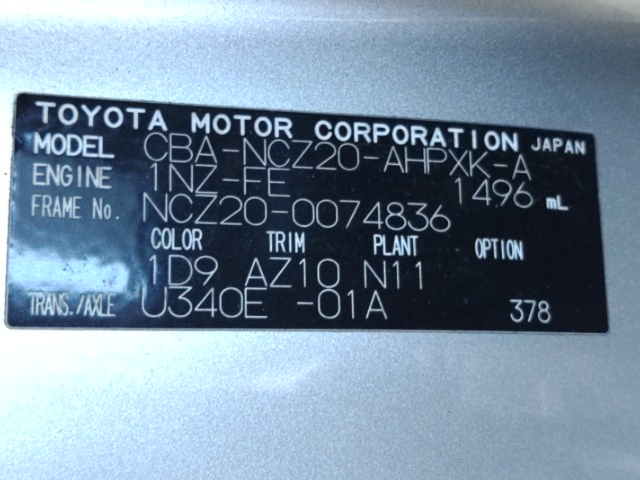 TOYOTA MOTOR CORPORATION JAPAN
MODEL CBA-NCZ20-AHPXK-A
ENGINE 1NZ-FE 1496 mL
FRAME No. NCZ20-0074836
COLOR TRIM PLANT OPTION
1D9 AZ10 N11
TRANS./AXLE U340E -01A 378